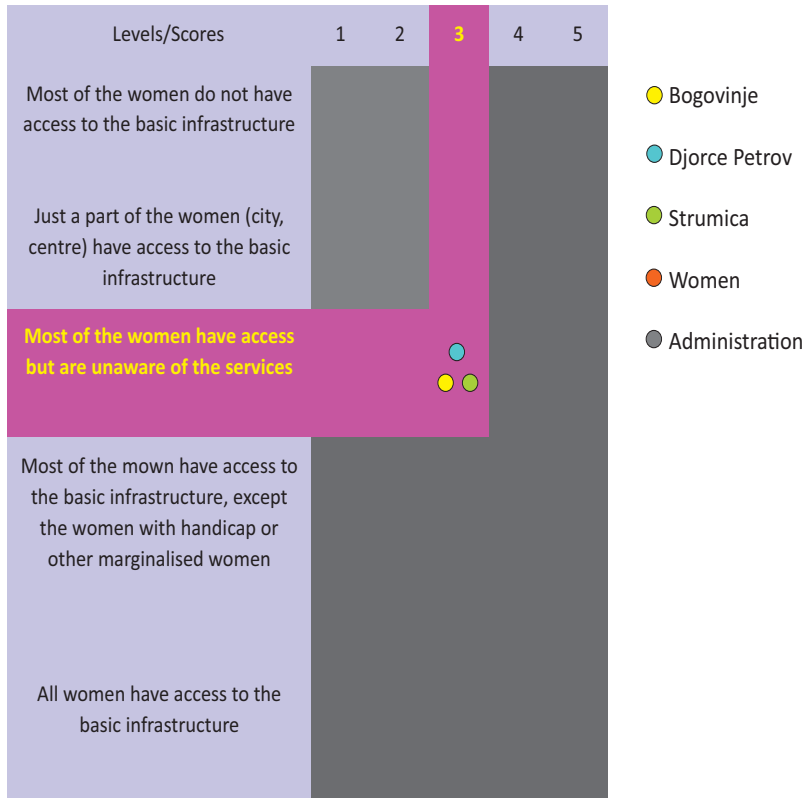 Levels/Scores 1 2 3 4 5
Most of the women do not have
access to the basic infrastructure
Just a part of the women (city,
centre) have access to the basic
infrastructure
Most of the women have access
but are unaware of the services
Most of the mown have access to
the basic infrastructure, except
the women with handicap or
other marginalised women
All women have access to the
basic infrastructure
Bogovinje
Djorce Petrov
Strumica
Women
Administration